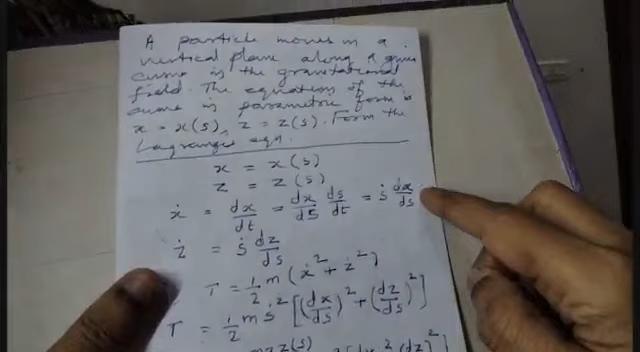 A particle moves in a
vertical plane along a given
curve in the gravitational
field. The equation of the
curve in parametric form is
x = x(s), z = z(s). Form the
Lagranges eqn.
x = x(s)
z = z(s)
ẋ = dx/dt = dx/ds ds/dt = ṡ dx/ds
ż = ṡ dz/ds
T = 1/2 m (ẋ² + ż²)
T = 1/2 m ṡ² [(dx/ds)² + (dz/ds)²]